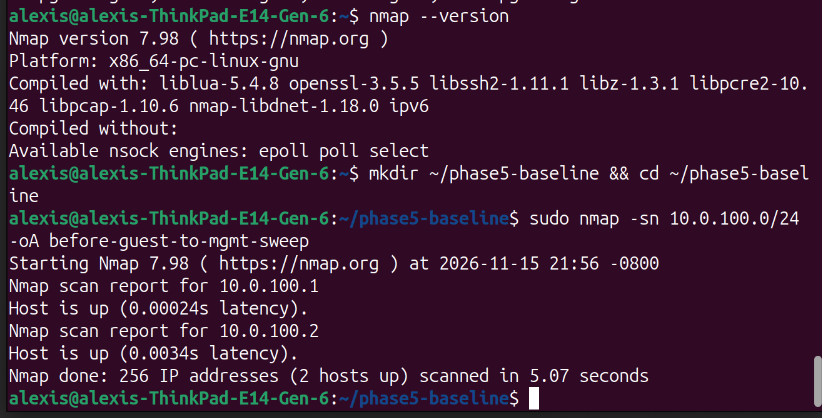 alexis@alexis-ThinkPad-E14-Gen-6:~$ nmap --version
Nmap version 7.98 ( https://nmap.org )
Platform: x86_64-pc-linux-gnu
Compiled with: liblua-5.4.8 openssl-3.5.5 libssh2-1.11.1 libz-1.3.1 libpcre2-10.
46 libpcap-1.10.6 nmap-libdnet-1.18.0 ipv6
Compiled without:
Available nsock engines: epoll poll select
alexis@alexis-ThinkPad-E14-Gen-6:~$ mkdir ~/phase5-baseline && cd ~/phase5-basel
ine
alexis@alexis-ThinkPad-E14-Gen-6:~/phase5-baseline$ sudo nmap -sn 10.0.100.0/24
-oA before-guest-to-mgmt-sweep
Starting Nmap 7.98 ( https://nmap.org ) at 2026-11-15 21:56 -0800
Nmap scan report for 10.0.100.1
Host is up (0.00024s latency).
Nmap scan report for 10.0.100.2
Host is up (0.0034s latency).
Nmap done: 256 IP addresses (2 hosts up) scanned in 5.07 seconds
alexis@alexis-ThinkPad-E14-Gen-6:~/phase5-baseline$